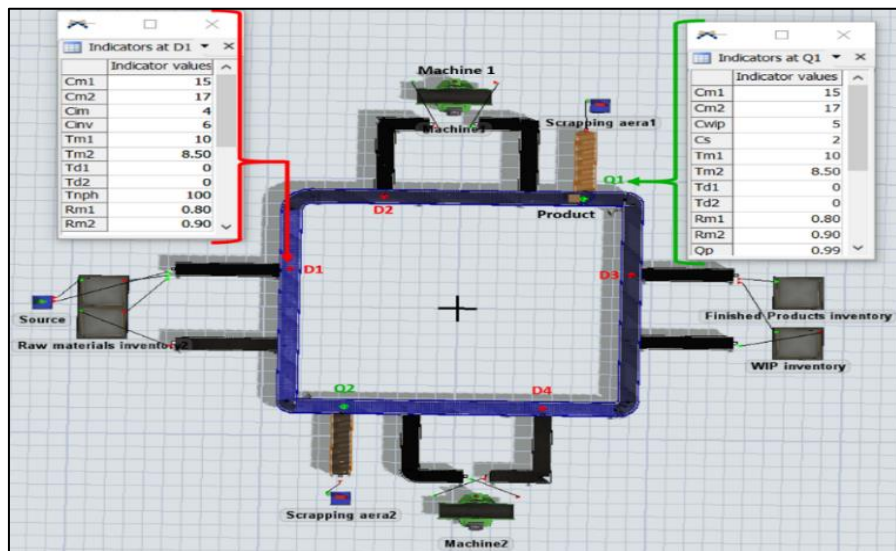 Indicators at D1
Indicator values
Cm1 15
Cm2 17
Cim 4
Cinv 6
Tm1 10
Tm2 8.50
Td1 0
Td2 0
Tnph 100
Rm1 0.80
Rm2 0.90
Indicators at Q1
Indicator values
Cm1 15
Cm2 17
Cwip 5
Cs 2
Tm1 10
Tm2 8.50
Td1 0
Td2 0
Rm1 0.80
Rm2 0.90
Qp 0.99
Machine 1
Machine1
Scrapping aera1
Q1
D2
Product
D1
D3
Source
Raw materials inventory2
Finished Products inventory
WIP inventory
Q2
D4
Scrapping aera2
Machine2